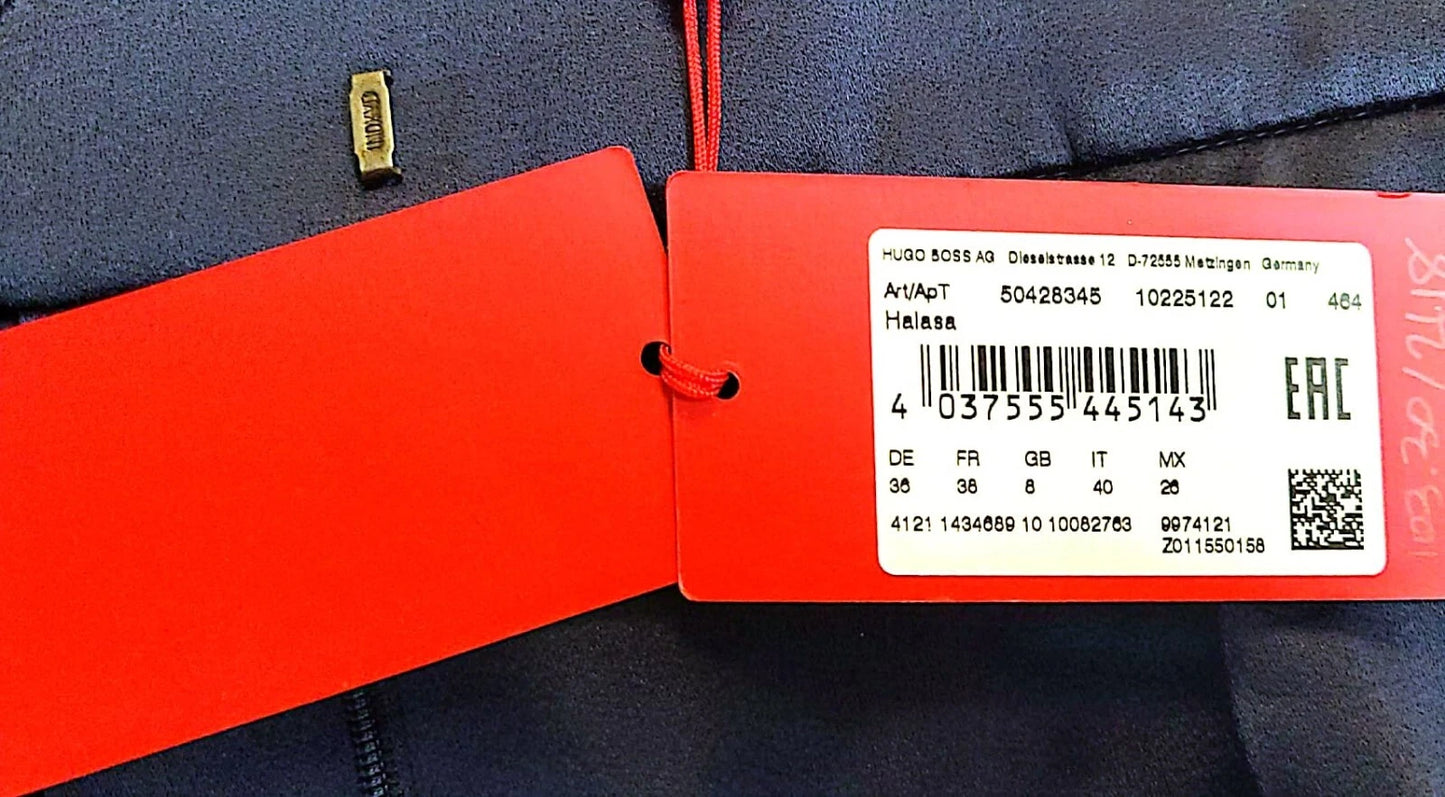 HUGO BOSS AG Dieselstrasse 12 D-72555 Metzingen Germany
Art/ApT 50428345 10225122 01 464
Halasa
4 037555 445143
EAC
DE FR GB IT MX
36 38 8 40 26
4121 1434689 10 10082763 9974121
Z011550158